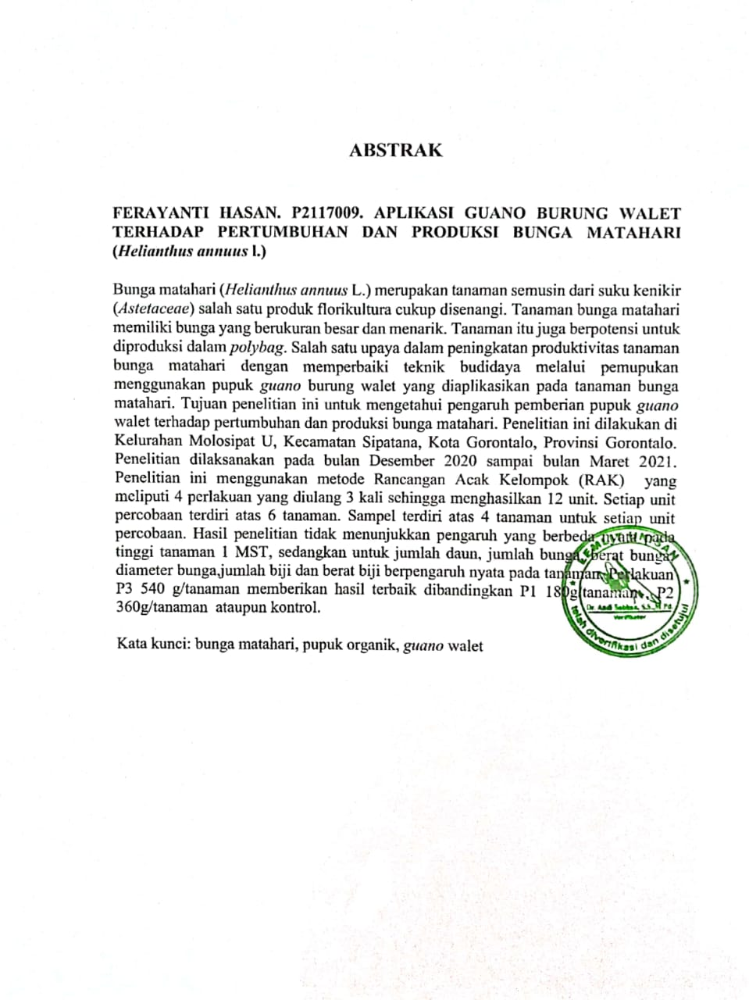 ABSTRAK
FERAYANTI HASAN. P2117009. APLIKASI GUANO BURUNG WALET
TERHADAP PERTUMBUHAN DAN PRODUKSI BUNGA MATAHARI
(Helianthus annuus l.)
Bunga matahari (Helianthus annuus L.) merupakan tanaman semusin dari suku kenikir
(Astetaceae) salah satu produk florikultura cukup disenangi. Tanaman bunga matahari
memiliki bunga yang berukuran besar dan menarik. Tanaman itu juga berpotensi untuk
diproduksi dalam polybag. Salah satu upaya dalam peningkatan produktivitas tanaman
bunga matahari dengan memperbaiki teknik budidaya melalui pemupukan
menggunakan pupuk guano burung walet yang diaplikasikan pada tanaman bunga
matahari. Tujuan penelitian ini untuk mengetahui pengaruh pemberian pupuk guano
walet terhadap pertumbuhan dan produksi bunga matahari. Penelitian ini dilakukan di
Kelurahan Molosipat U, Kecamatan Sipatana, Kota Gorontalo, Provinsi Gorontalo.
Penelitian dilaksanakan pada bulan Desember 2020 sampai bulan Maret 2021.
Penelitian ini menggunakan metode Rancangan Acak Kelompok (RAK) yang
meliputi 4 perlakuan yang diulang 3 kali sehingga menghasilkan 12 unit. Setiap unit
percobaan terdiri atas 6 tanaman. Sampel terdiri atas 4 tanaman untuk setiap unit
percobaan. Hasil penelitian tidak menunjukkan pengaruh yang berbeda nyata pada
tinggi tanaman 1 MST, sedangkan untuk jumlah daun, jumlah bunga, berat bunga,
diameter bunga,jumlah biji dan berat biji berpengaruh nyata pada tanaman. Perlakuan
P3 540 g/tanaman memberikan hasil terbaik dibandingkan P1 180g/tanaman, P2
360g/tanaman ataupun kontrol.
Kata kunci: bunga matahari, pupuk organik, guano walet
Verifikator
telah diverifikasi dan disetujui